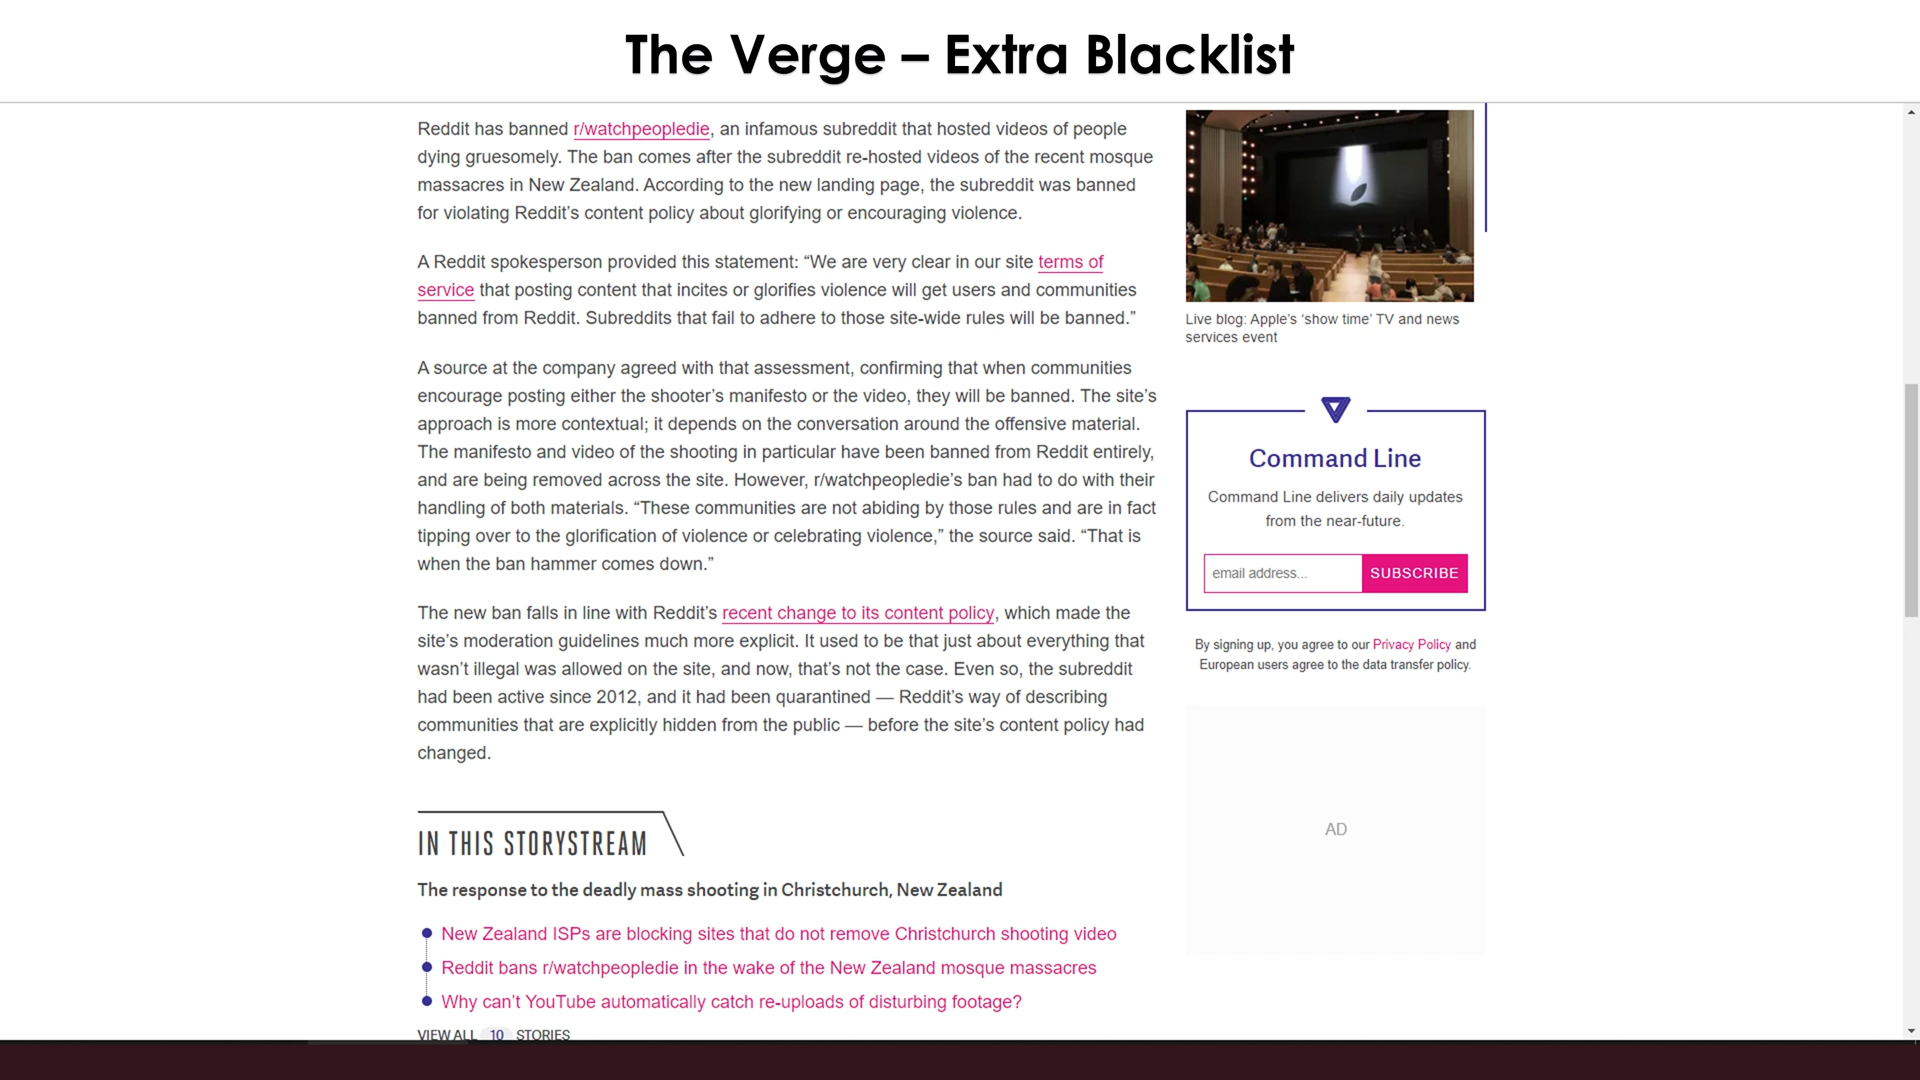 The Verge – Extra Blacklist
Reddit has banned r/watchpeopledie, an infamous subreddit that hosted videos of people
dying gruesomely. The ban comes after the subreddit re-hosted videos of the recent mosque
massacres in New Zealand. According to the new landing page, the subreddit was banned
for violating Reddit’s content policy about glorifying or encouraging violence.
A Reddit spokesperson provided this statement: “We are very clear in our site terms of
service that posting content that incites or glorifies violence will get users and communities
banned from Reddit. Subreddits that fail to adhere to those site-wide rules will be banned.”
A source at the company agreed with that assessment, confirming that when communities
encourage posting either the shooter’s manifesto or the video, they will be banned. The site’s
approach is more contextual; it depends on the conversation around the offensive material.
The manifesto and video of the shooting in particular have been banned from Reddit entirely,
and are being removed across the site. However, r/watchpeopledie’s ban had to do with their
handling of both materials. “These communities are not abiding by those rules and are in fact
tipping over to the glorification of violence or celebrating violence,” the source said. “That is
when the ban hammer comes down.”
The new ban falls in line with Reddit’s recent change to its content policy, which made the
site’s moderation guidelines much more explicit. It used to be that just about everything that
wasn’t illegal was allowed on the site, and now, that’s not the case. Even so, the subreddit
had been active since 2012, and it had been quarantined — Reddit’s way of describing
communities that are explicitly hidden from the public — before the site’s content policy had
changed.
IN THIS STORYSTREAM
The response to the deadly mass shooting in Christchurch, New Zealand
New Zealand ISPs are blocking sites that do not remove Christchurch shooting video
Reddit bans r/watchpeopledie in the wake of the New Zealand mosque massacres
Why can’t YouTube automatically catch re-uploads of disturbing footage?
VIEW ALL 10 STORIES
Live blog: Apple’s ‘show time’ TV and news
services event
Command Line
Command Line delivers daily updates
from the near-future.
email address... SUBSCRIBE
By signing up, you agree to our Privacy Policy and
European users agree to the data transfer policy.
AD